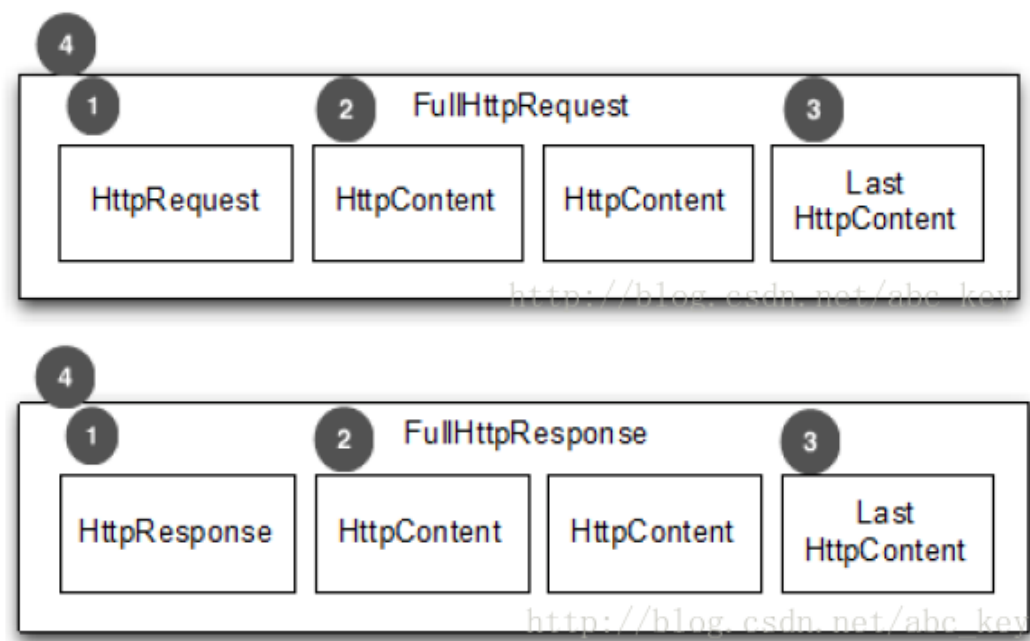 4
1
2
FullHttpRequest
3
HttpRequest
HttpContent
HttpContent
Last
HttpContent
http://blog.csdn.net/abc_key
4
1
2
FullHttpResponse
3
HttpResponse
HttpContent
HttpContent
Last
HttpContent
http://blog.csdn.net/abc_key